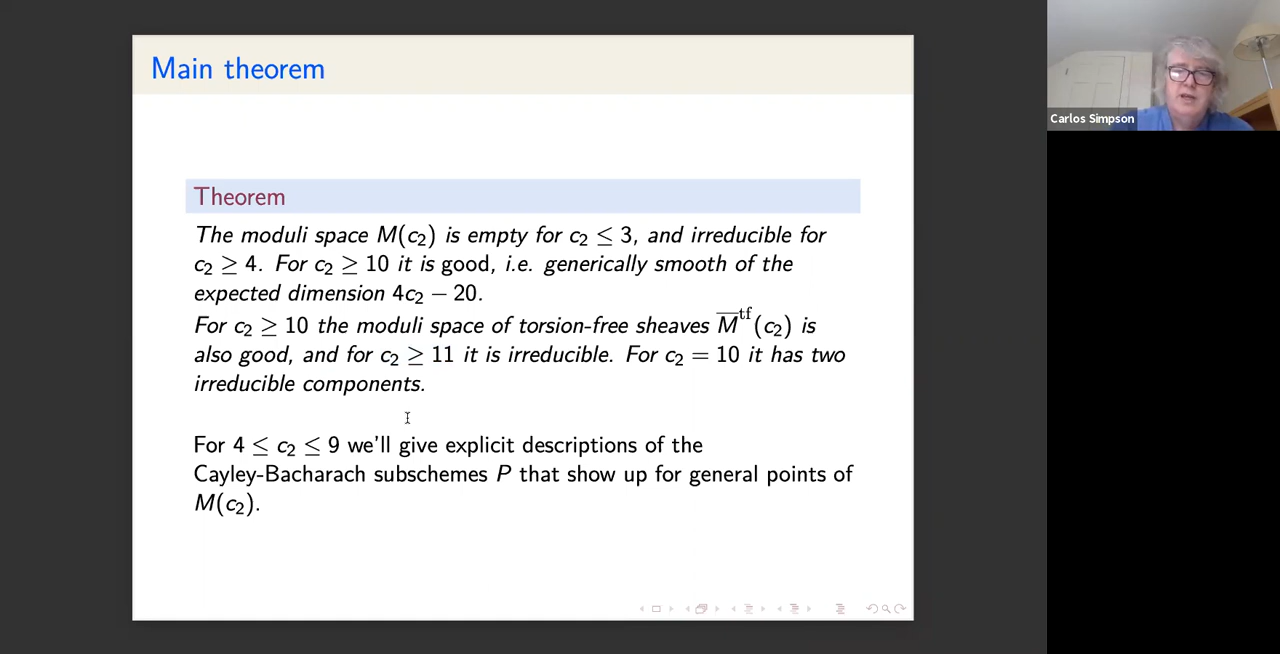 Main theorem
Theorem
The moduli space M(c₂) is empty for c₂ ≤ 3, and irreducible for
c₂ ≥ 4. For c₂ ≥ 10 it is good, i.e. generically smooth of the
expected dimension 4c₂ − 20.
For c₂ ≥ 10 the moduli space of torsion-free sheaves M̅ᵗᶠ(c₂) is
also good, and for c₂ ≥ 11 it is irreducible. For c₂ = 10 it has two
irreducible components.
For 4 ≤ c₂ ≤ 9 we'll give explicit descriptions of the
Cayley-Bacharach subschemes P that show up for general points of
M(c₂).
Carlos Simpson